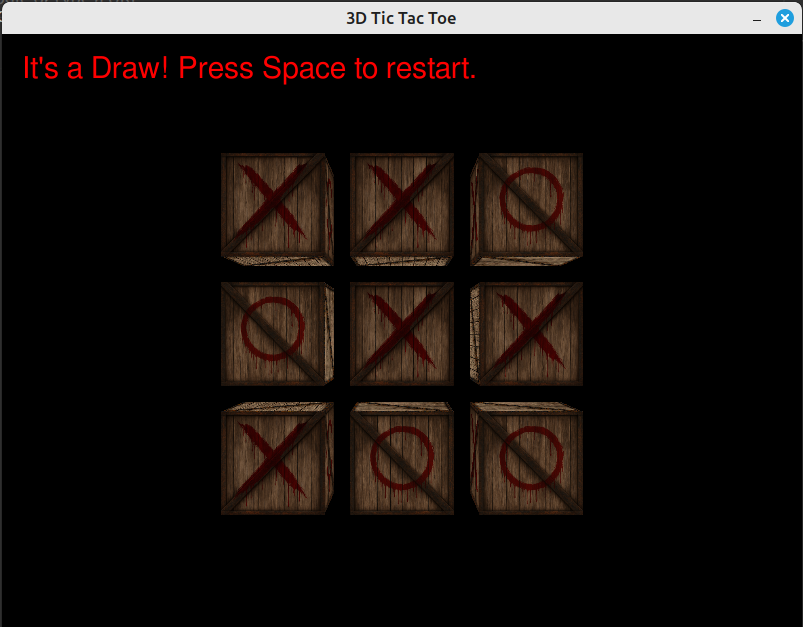 3D Tic Tac Toe
It's a Draw! Press Space to restart.
X X O
O X X
X O O